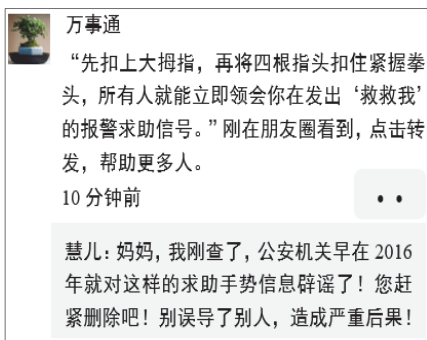 万事通
“先扣上大拇指，再将四根指头扣住紧握拳
头，所有人就能立即领会你在发出‘救救我’
的报警求助信号。”刚在朋友圈看到，点击转
发，帮助更多人。
10 分钟前
慧儿：妈妈，我刚查了，公安机关早在 2016
年就对这样的求助手势信息辟谣了！您赶
紧删除吧！别误导了别人，造成严重后果！